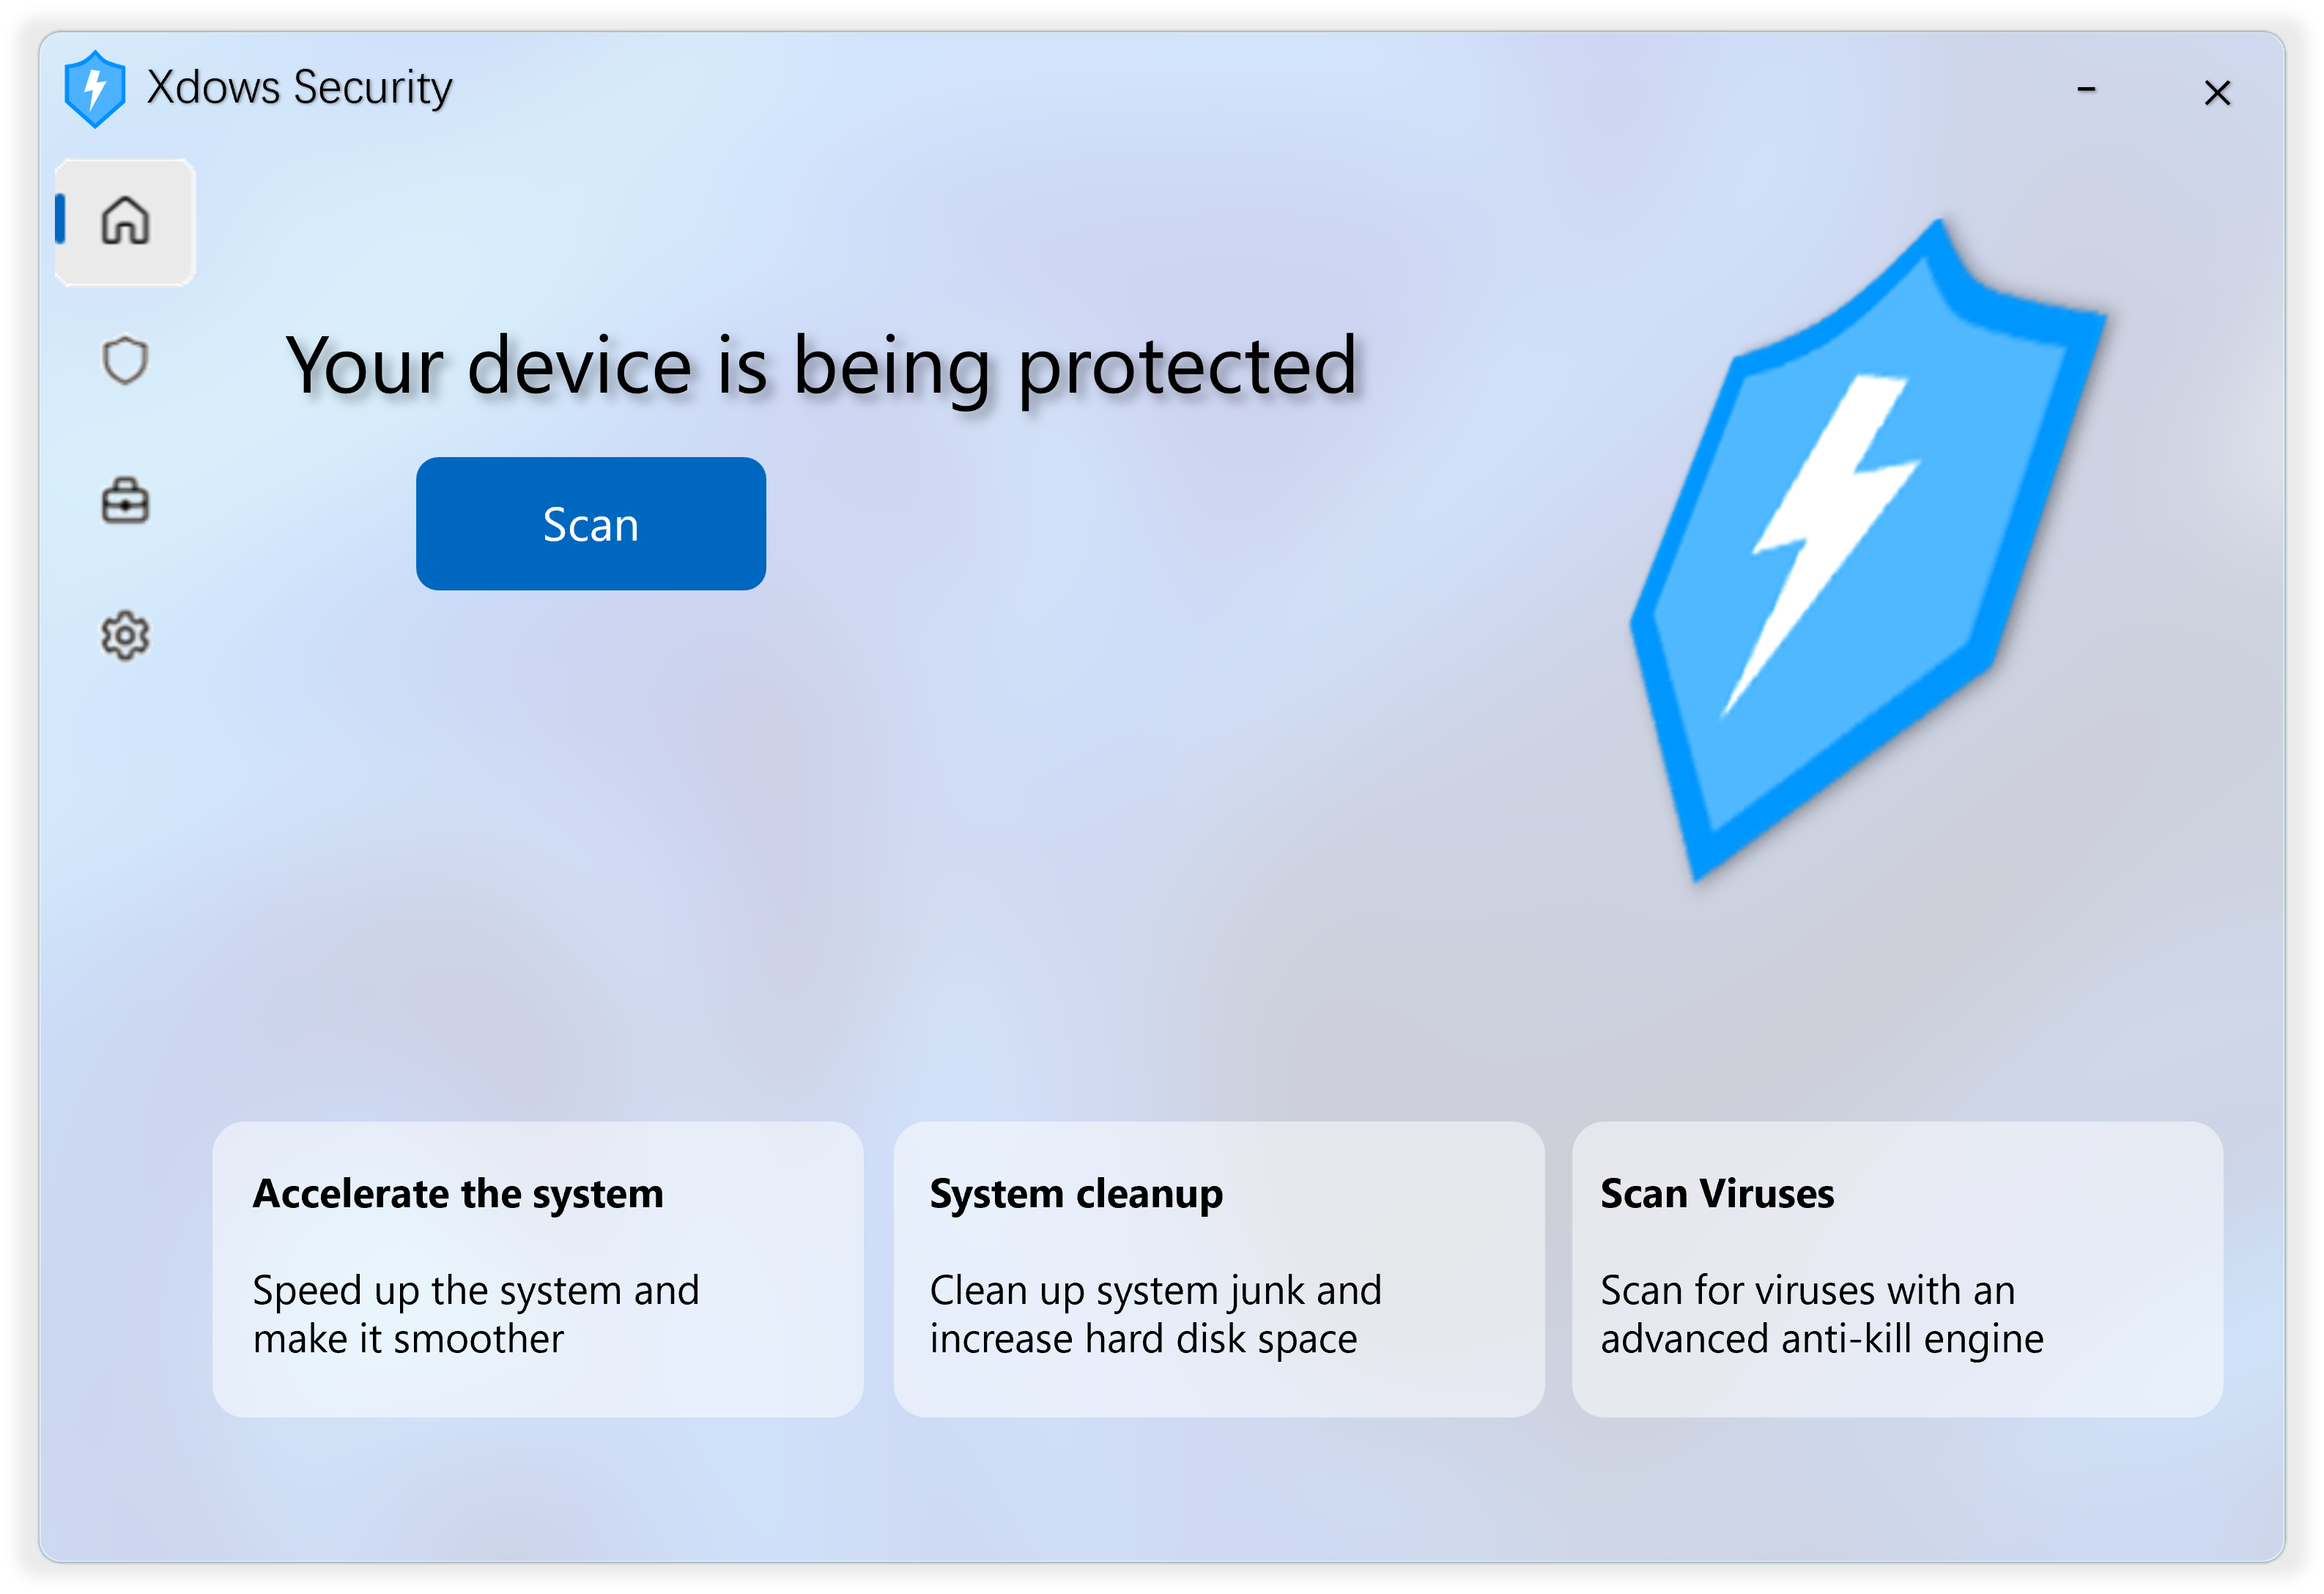 Xdows Security
Your device is being protected
Scan
Accelerate the system
Speed up the system and
make it smoother
System cleanup
Clean up system junk and
increase hard disk space
Scan Viruses
Scan for viruses with an
advanced anti-kill engine